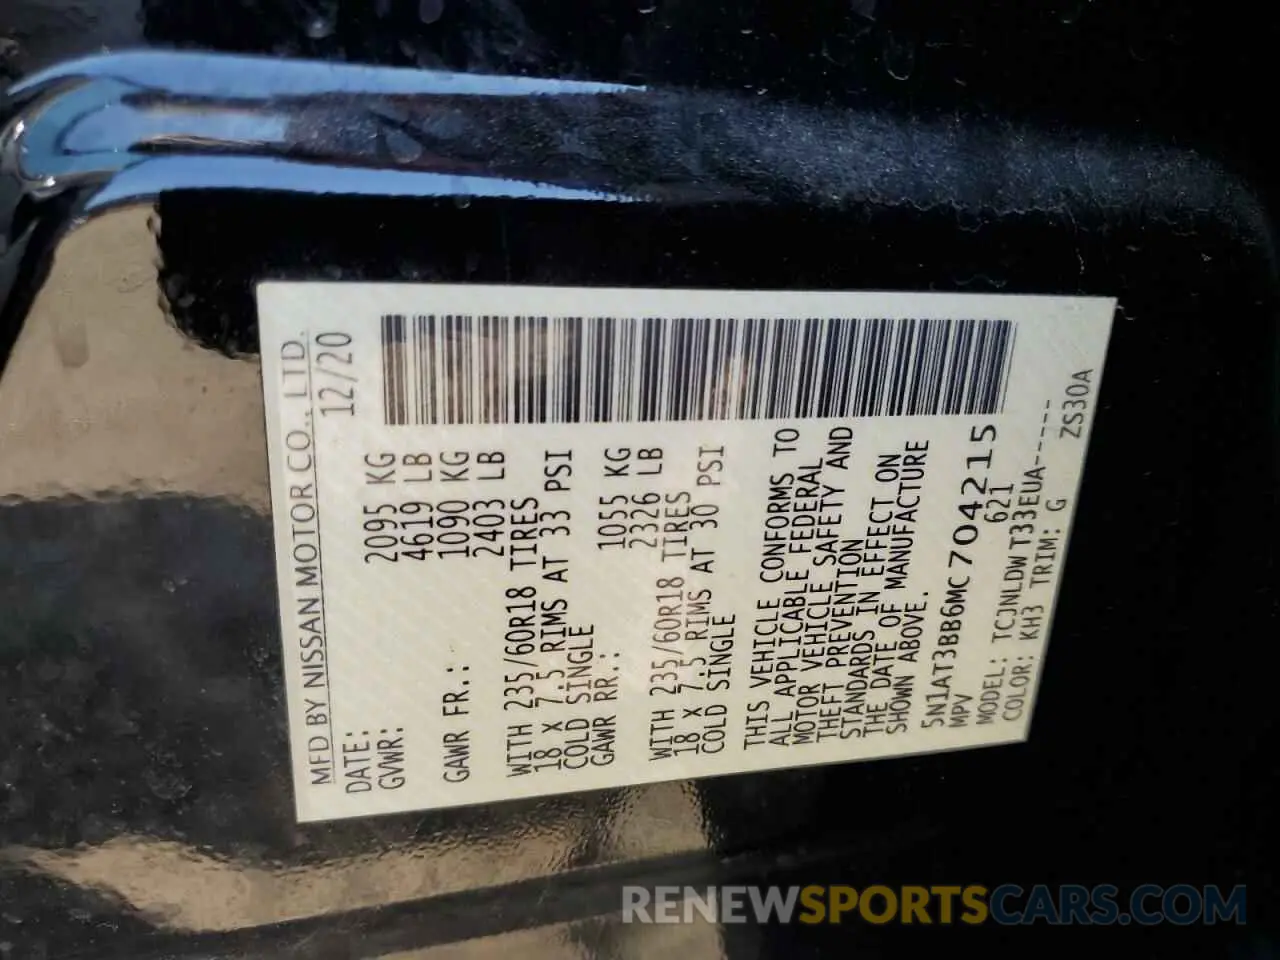 MFD BY NISSAN MOTOR CO., LTD.
DATE: 12/20
GVWR: 2095 KG
4619 LB
GAWR FR.: 1090 KG
2403 LB
WITH 235/60R18 TIRES
18 X 7.5 RIMS AT 33 PSI
COLD SINGLE
GAWR RR.: 1055 KG
2326 LB
WITH 235/60R18 TIRES
18 X 7.5 RIMS AT 30 PSI
COLD SINGLE
THIS VEHICLE CONFORMS TO
ALL APPLICABLE FEDERAL
MOTOR VEHICLE SAFETY AND
THEFT PREVENTION
STANDARDS IN EFFECT ON
THE DATE OF MANUFACTURE
SHOWN ABOVE.
5N1AT3BB6MC704215
MPV 621
MODEL: TCJNLDW T33EUA-----
COLOR: KH3 TRIM: G ZS30A
RENEWSPORTSCARS.COM